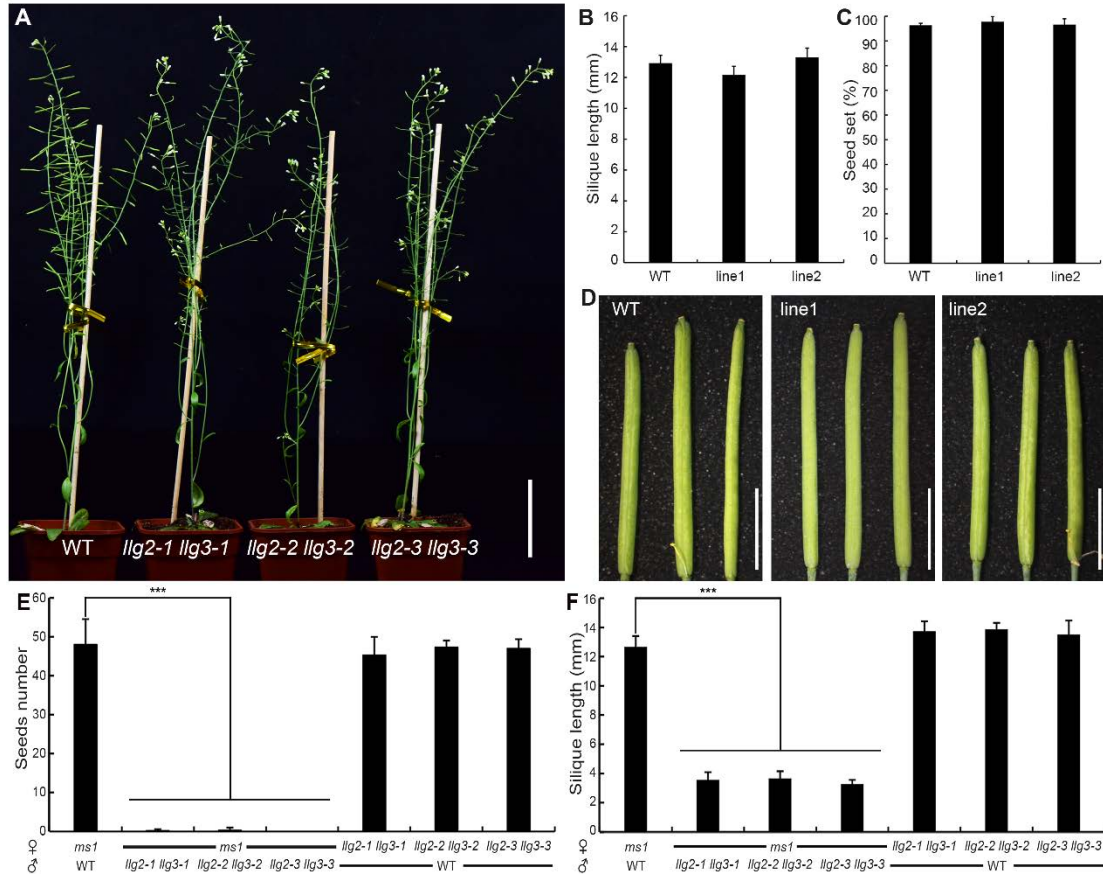 A
WT
llg2-1 llg3-1
llg2-2 llg3-2
llg2-3 llg3-3
B
Silique length (mm)
16
14
12
10
8
6
4
2
0
WT
line1
line2
C
Seed set (%)
100
90
80
70
60
50
40
30
20
10
0
WT
line1
line2
D
WT
line1
line2
E
Seeds number
60
50
40
30
20
10
0
***
♀ ms1 ms1 llg2-1 llg3-1 llg2-2 llg3-2 llg2-3 llg3-3
♂ WT llg2-1 llg3-1 llg2-2 llg3-2 llg2-3 llg3-3 WT
F
Silique length (mm)
16
14
12
10
8
6
4
2
0
***
♀ ms1 ms1 llg2-1 llg3-1 llg2-2 llg3-2 llg2-3 llg3-3
♂ WT llg2-1 llg3-1 llg2-2 llg3-2 llg2-3 llg3-3 WT